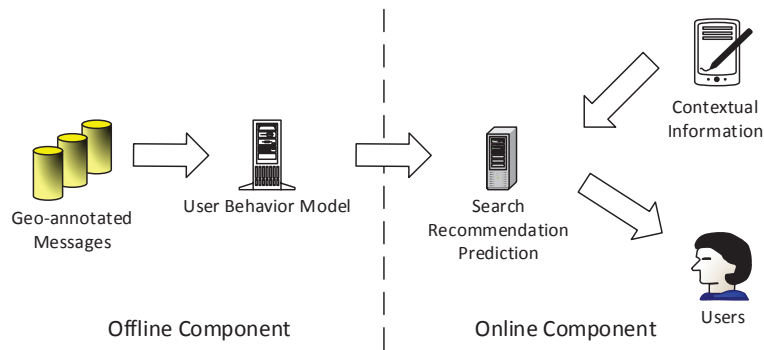 Geo-annotated
Messages
User Behavior Model
Search
Recommendation
Prediction
Contextual
Information
Users
Offline Component
Online Component